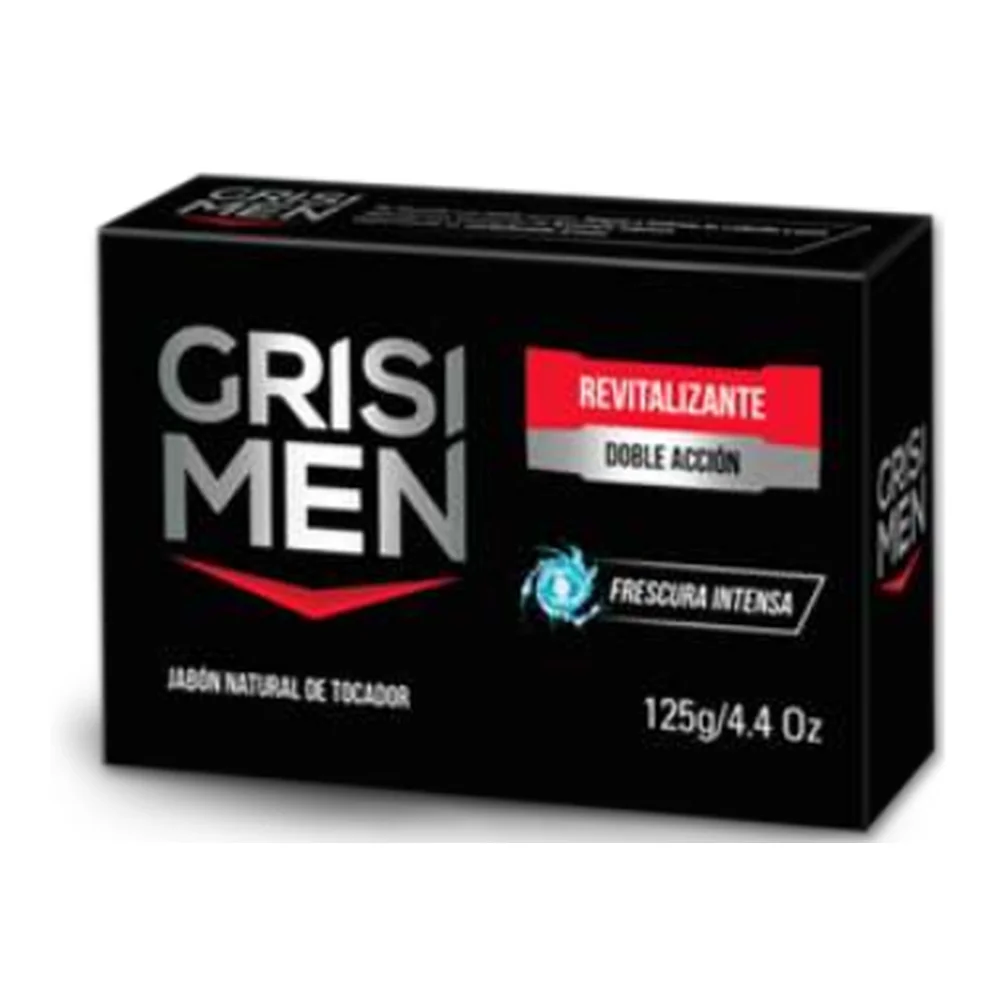 GRISI
MEN
GRISI
MEN
JABÓN NATURAL DE TOCADOR
REVITALIZANTE
DOBLE ACCIÓN
FRESCURA INTENSA
125g/4.4 Oz
GRISI
MEN